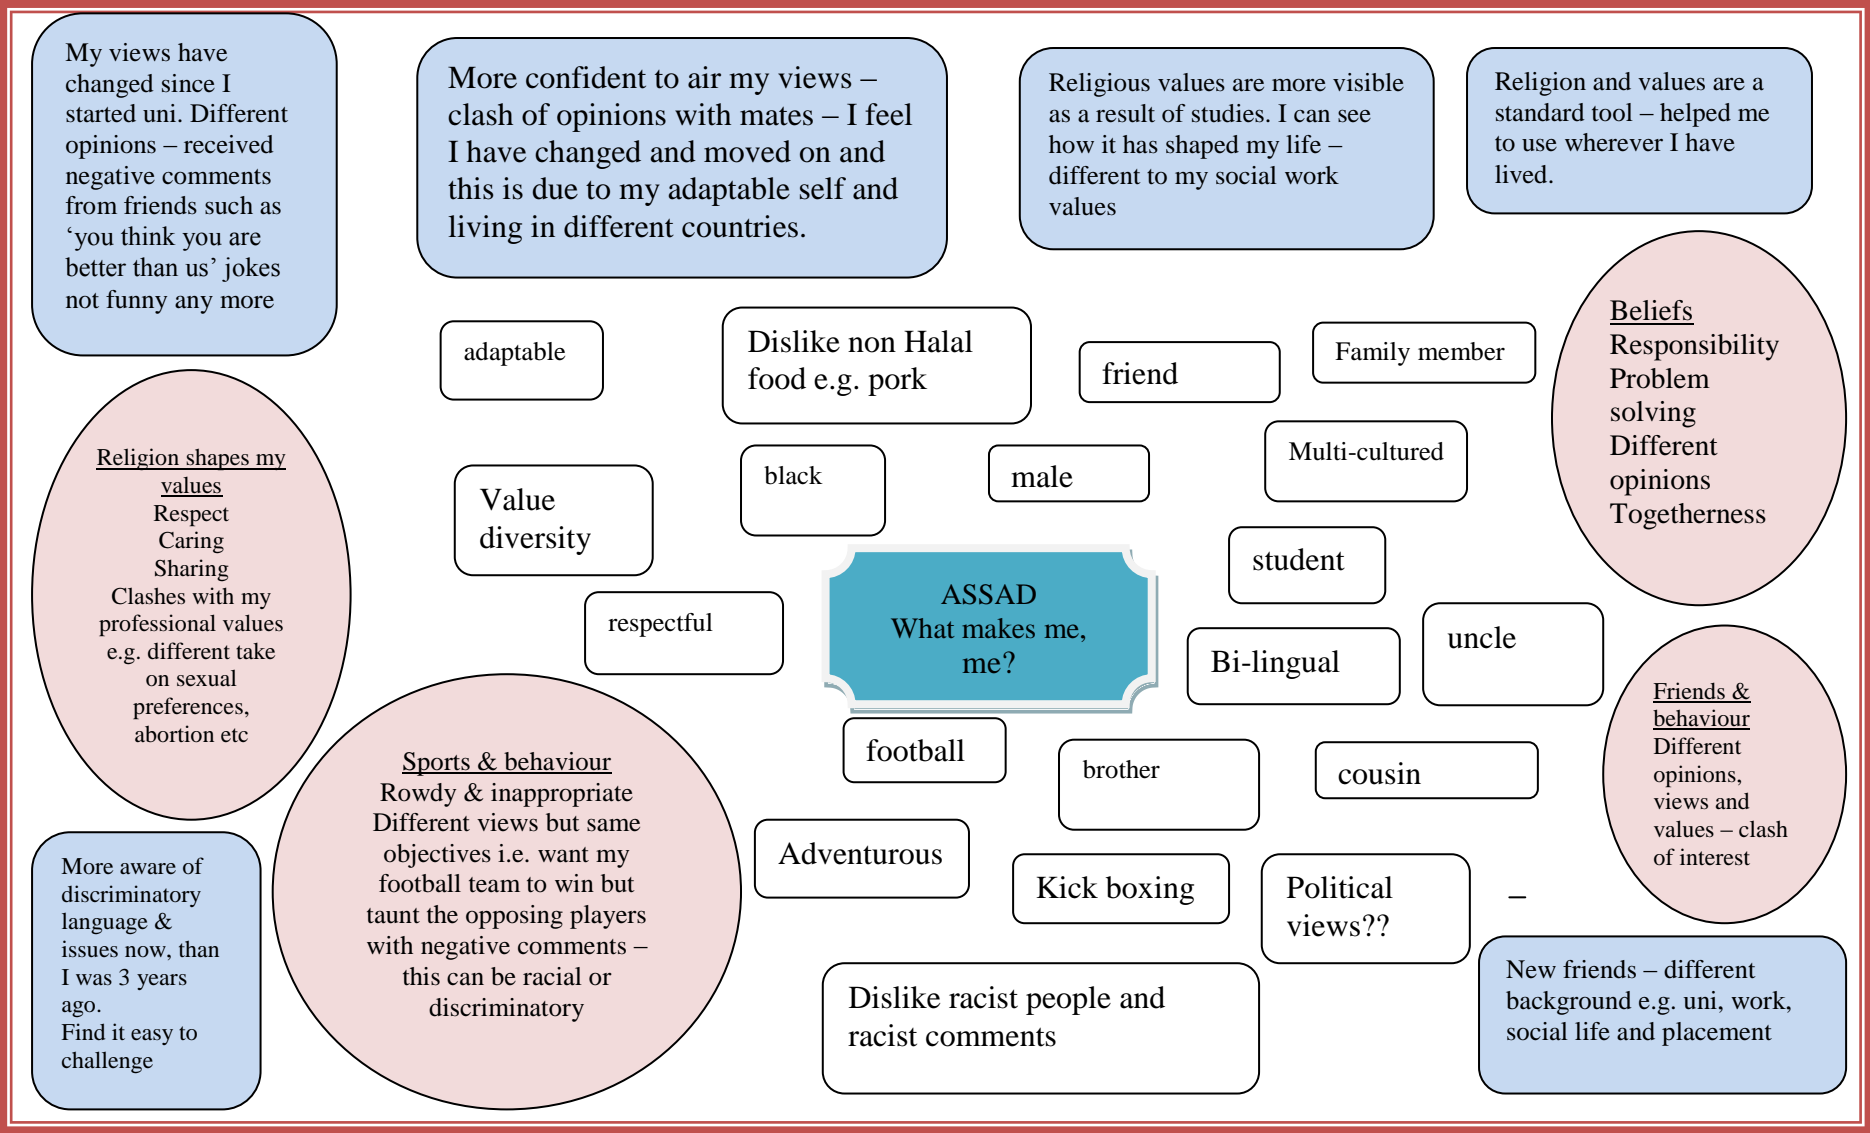 My views have
changed since I
started uni. Different
opinions – received
negative comments
from friends such as
‘you think you are
better than us’ jokes
not funny any more
More confident to air my views –
clash of opinions with mates – I feel
I have changed and moved on and
this is due to my adaptable self and
living in different countries.
Religious values are more visible
as a result of studies. I can see
how it has shaped my life –
different to my social work
values
Religion and values are a
standard tool – helped me
to use wherever I have
lived.
adaptable
Dislike non Halal
food e.g. pork
friend
Family member
Beliefs
Responsibility
Problem
solving
Different
opinions
Togetherness
Religion shapes my
values
Respect
Caring
Sharing
Clashes with my
professional values
e.g. different take
on sexual
preferences,
abortion etc
Value
diversity
black
male
Multi-cultured
student
respectful
ASSAD
What makes me,
me?
Bi-lingual
uncle
Friends &
behaviour
Different
opinions,
views and
values – clash
of interest
Sports & behaviour
Rowdy & inappropriate
Different views but same
objectives i.e. want my
football team to win but
taunt the opposing players
with negative comments –
this can be racial or
discriminatory
football
brother
cousin
Adventurous
Kick boxing
Political
views??
–
More aware of
discriminatory
language &
issues now, than
I was 3 years
ago.
Find it easy to
challenge
Dislike racist people and
racist comments
New friends – different
background e.g. uni, work,
social life and placement